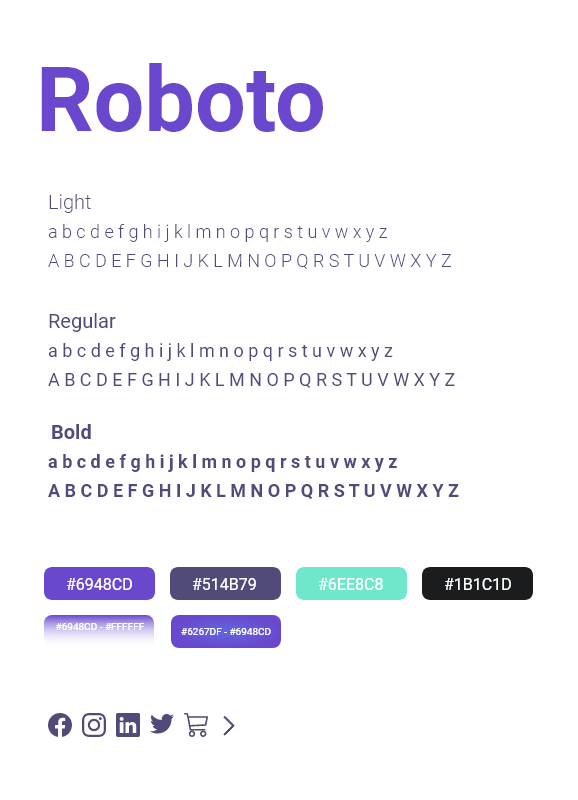 Roboto
Light
a b c d e f g h i j k l m n o p q r s t u v w x y z
A B C D E F G H I J K L M N O P Q R S T U V W X Y Z
Regular
a b c d e f g h i j k l m n o p q r s t u v w x y z
A B C D E F G H I J K L M N O P Q R S T U V W X Y Z
Bold
a b c d e f g h i j k l m n o p q r s t u v w x y z
A B C D E F G H I J K L M N O P Q R S T U V W X Y Z
#6948CD #514B79 #6EE8C8 #1B1C1D
#6948CD - #FFFFFF #6267DF - #6948CD